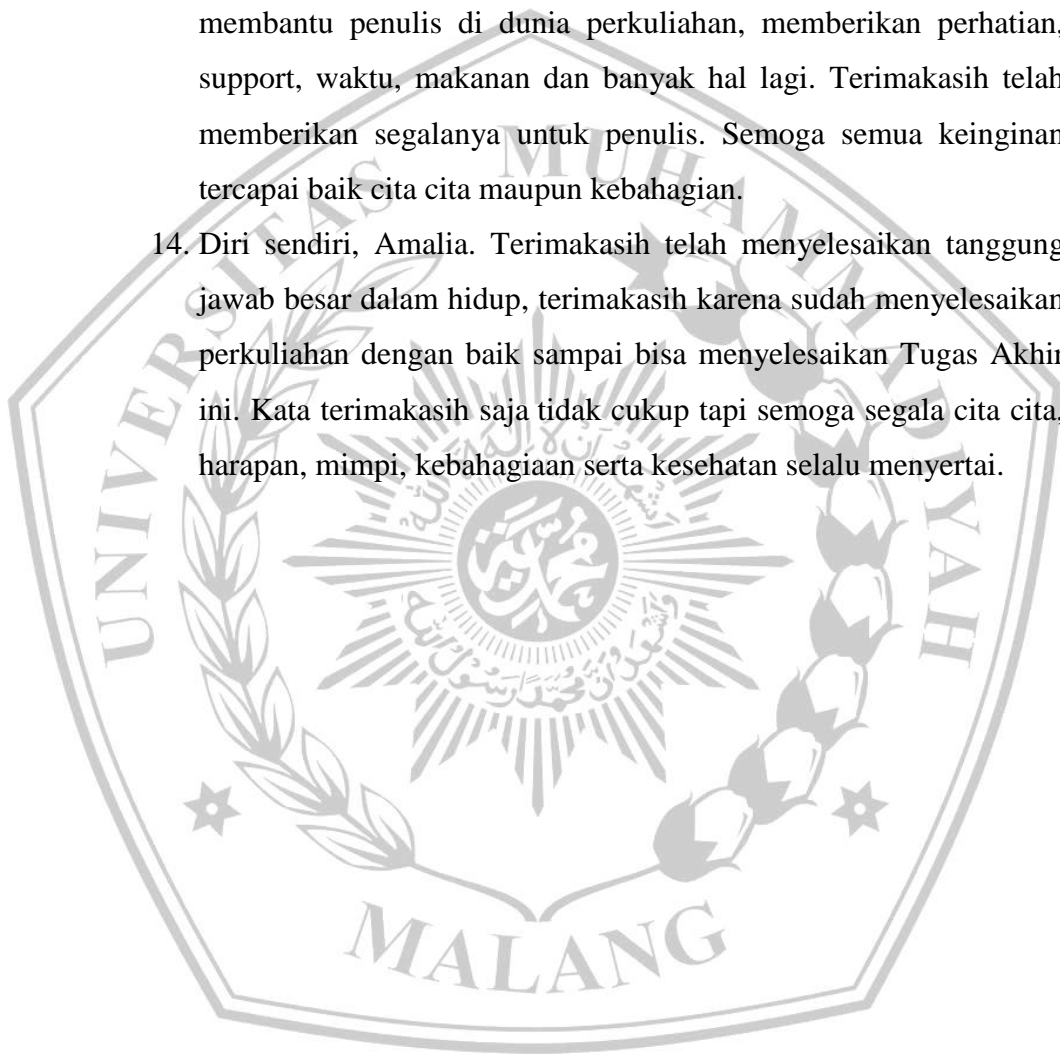 membantu penulis di dunia perkuliahan, memberikan perhatian,
support, waktu, makanan dan banyak hal lagi. Terimakasih telah
memberikan segalanya untuk penulis. Semoga semua keinginan
tercapai baik cita cita maupun kebahagian.
14. Diri sendiri, Amalia. Terimakasih telah menyelesaikan tanggung
jawab besar dalam hidup, terimakasih karena sudah menyelesaikan
perkuliahan dengan baik sampai bisa menyelesaikan Tugas Akhir
ini. Kata terimakasih saja tidak cukup tapi semoga segala cita cita,
harapan, mimpi, kebahagiaan serta kesehatan selalu menyertai.
UNIVERSITAS MUHAMMADIYAH
MALANG